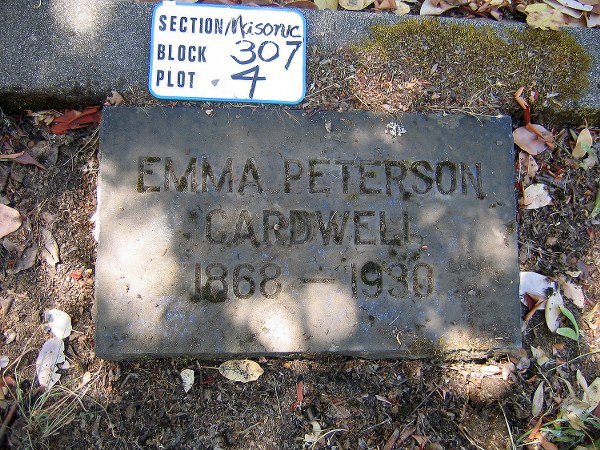 SECTION/Masonic
BLOCK 307
PLOT 4
EMMA PETERSON
CARDWELL
1868 — 1930